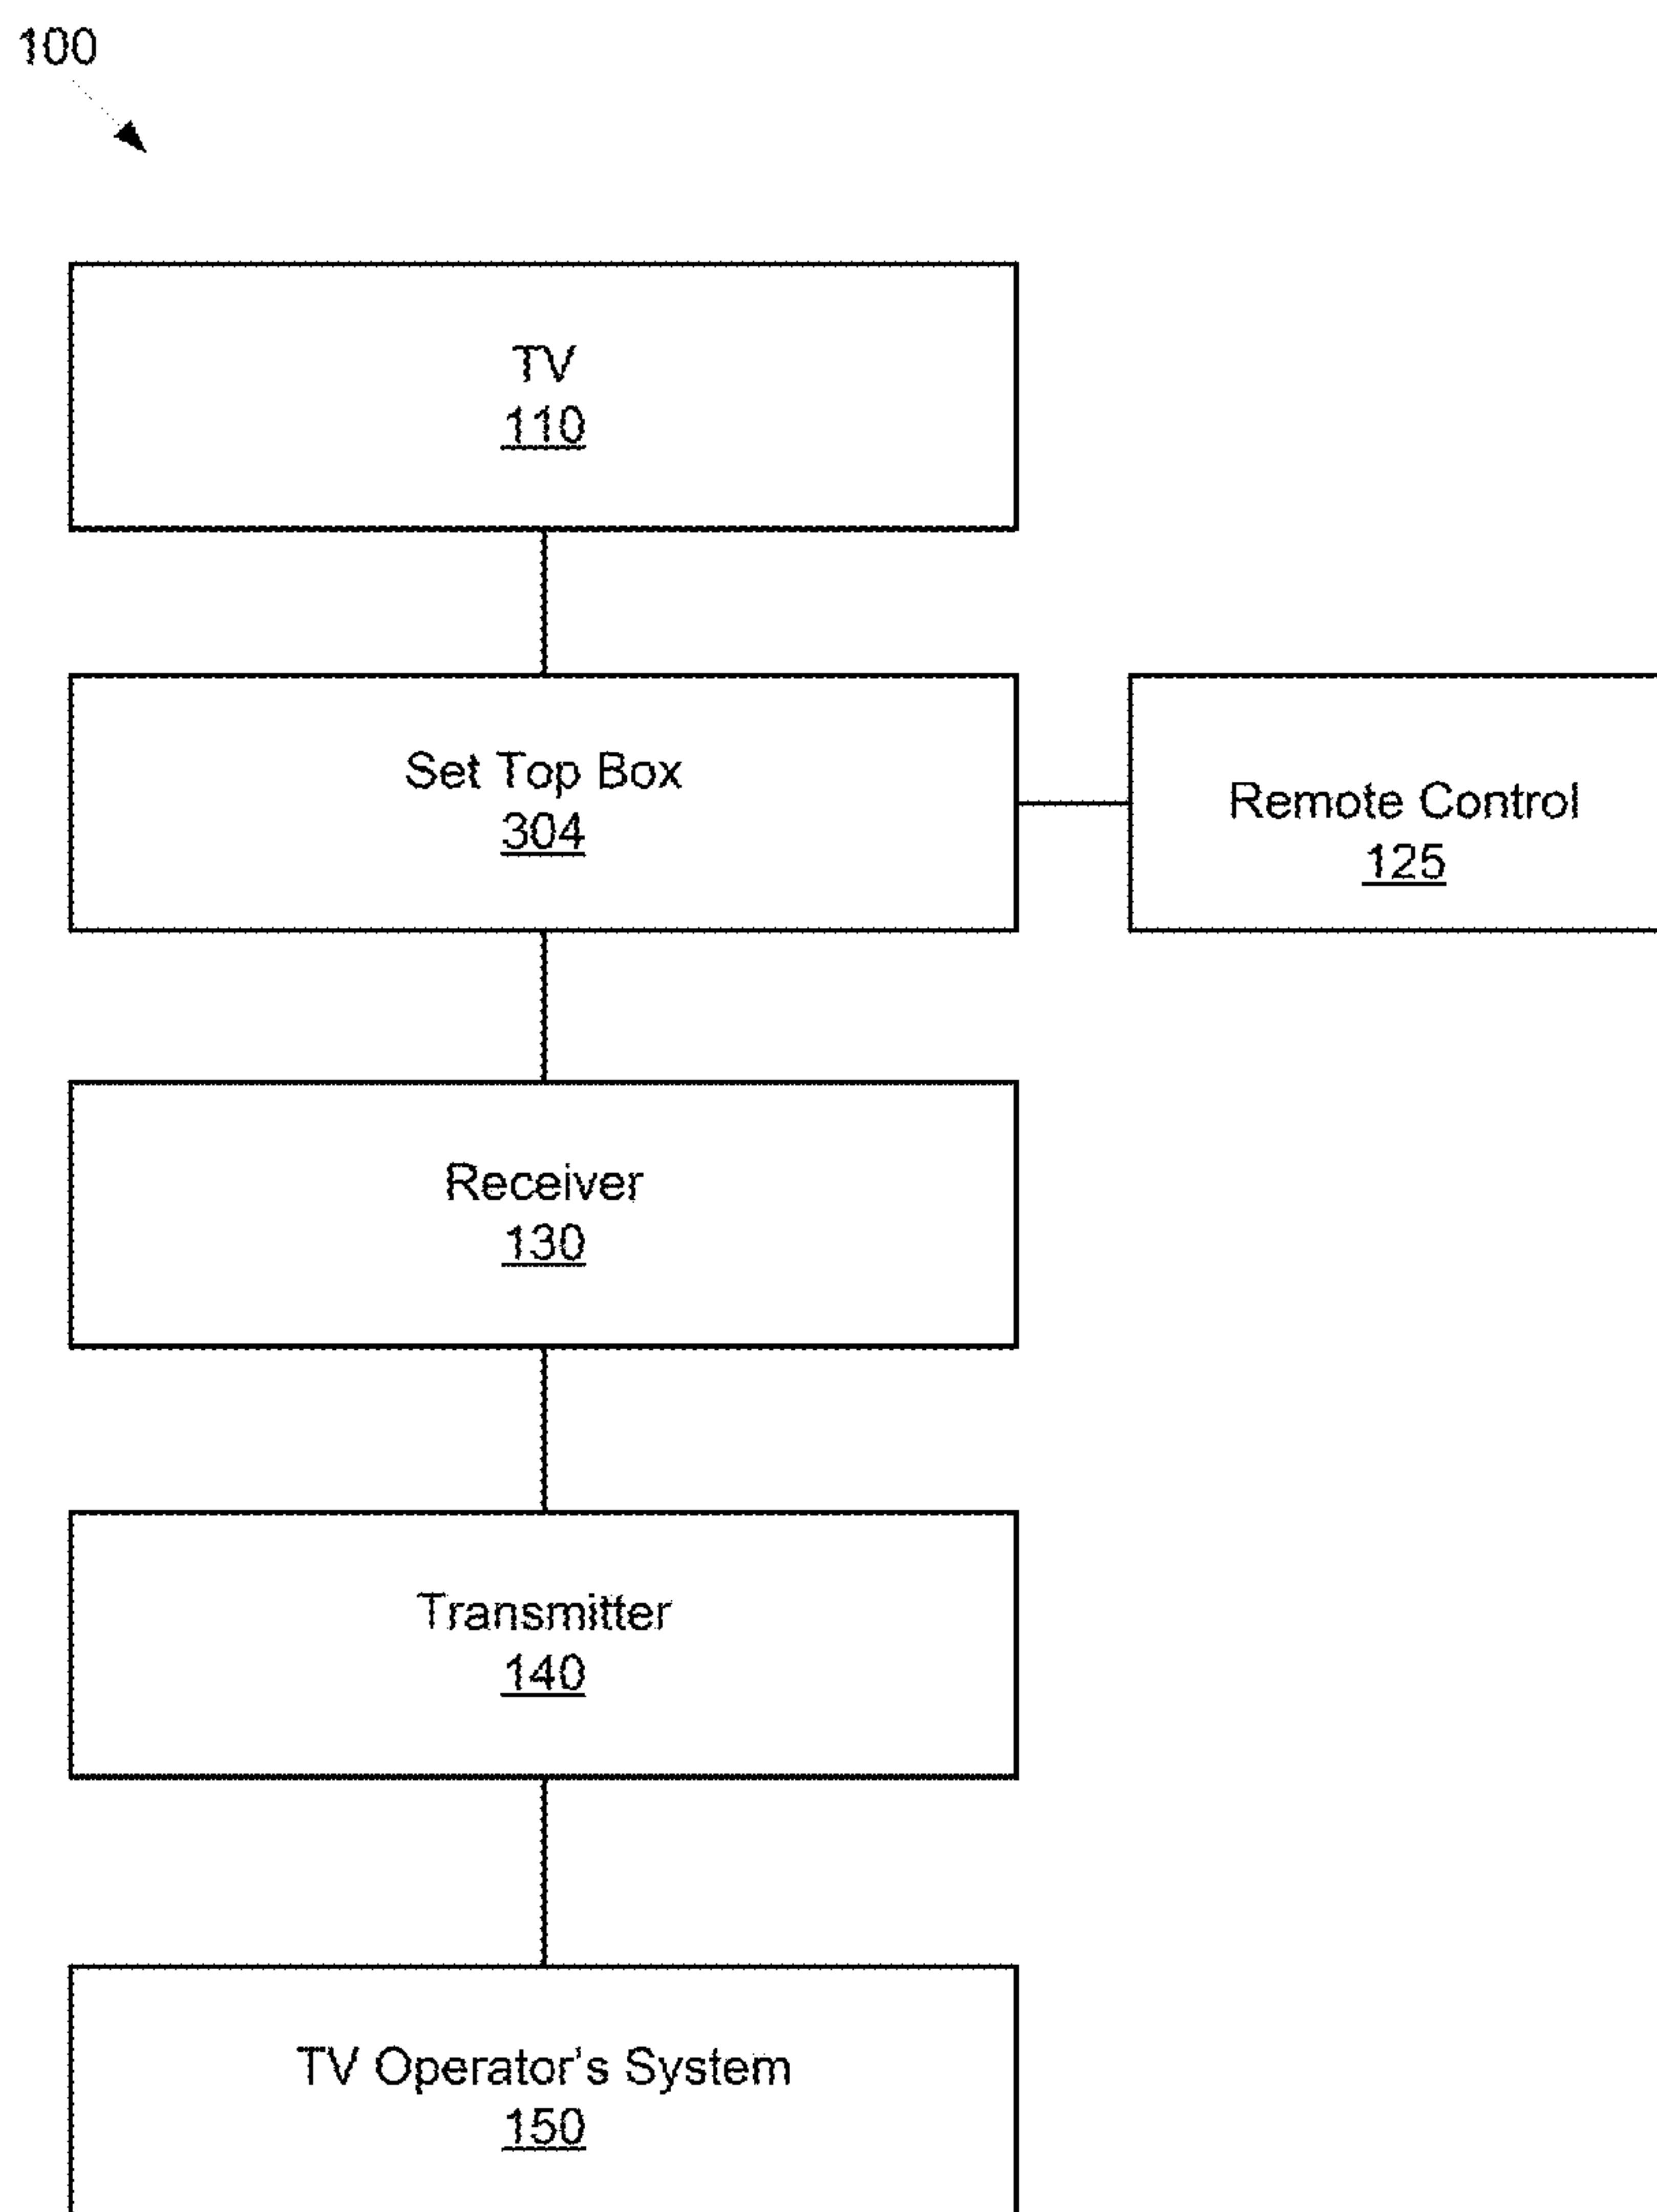 100
TV
110
Set Top Box
304
Remote Control
125
Receiver
130
Transmitter
140
TV Operator's System
150